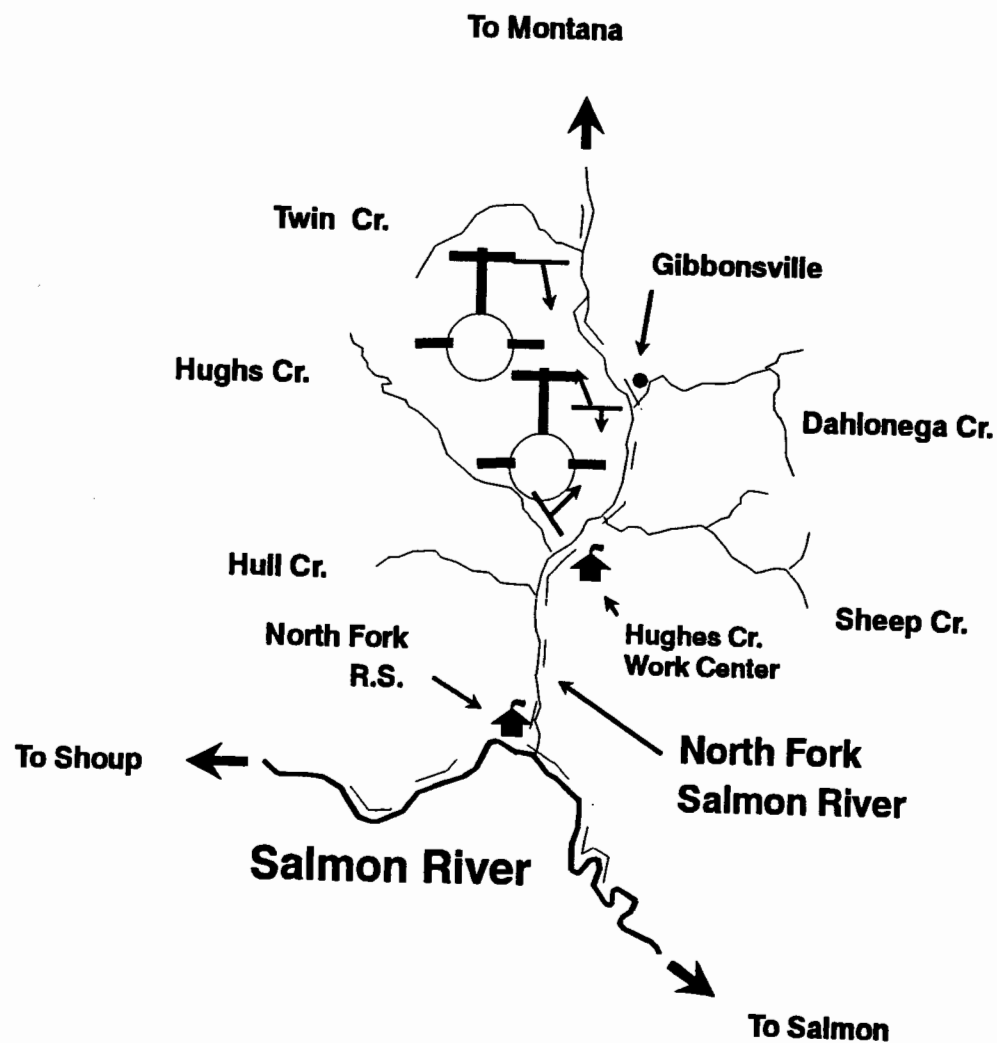 To Montana
Twin Cr.
Gibbonsville
Hughs Cr.
Dahlonega Cr.
Hull Cr.
Sheep Cr.
North Fork
R.S.
Hughes Cr.
Work Center
To Shoup
North Fork
Salmon River
Salmon River
To Salmon